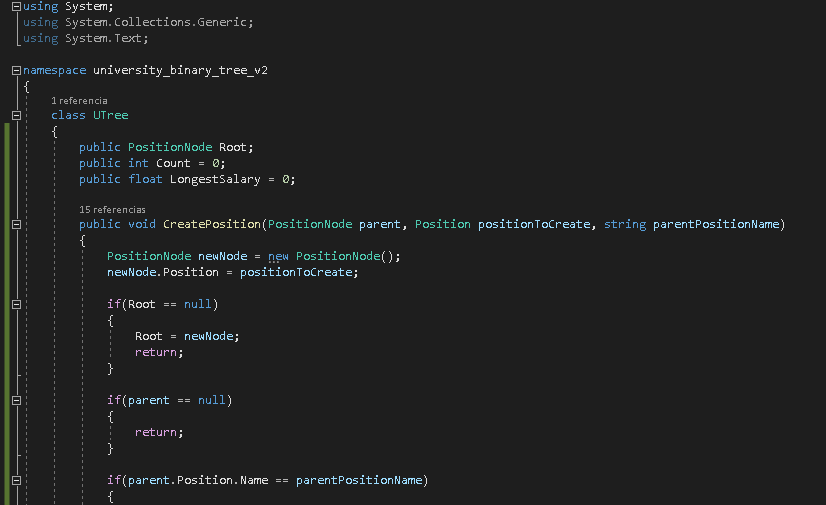 using System;
using System.Collections.Generic;
using System.Text;
namespace university_binary_tree_v2
{
1 referencia
class UTree
{
public PositionNode Root;
public int Count = 0;
public float LongestSalary = 0;
15 referencias
public void CreatePosition(PositionNode parent, Position positionToCreate, string parentPositionName)
{
PositionNode newNode = new PositionNode();
newNode.Position = positionToCreate;
if(Root == null)
{
Root = newNode;
return;
}
if(parent == null)
{
return;
}
if(parent.Position.Name == parentPositionName)
{